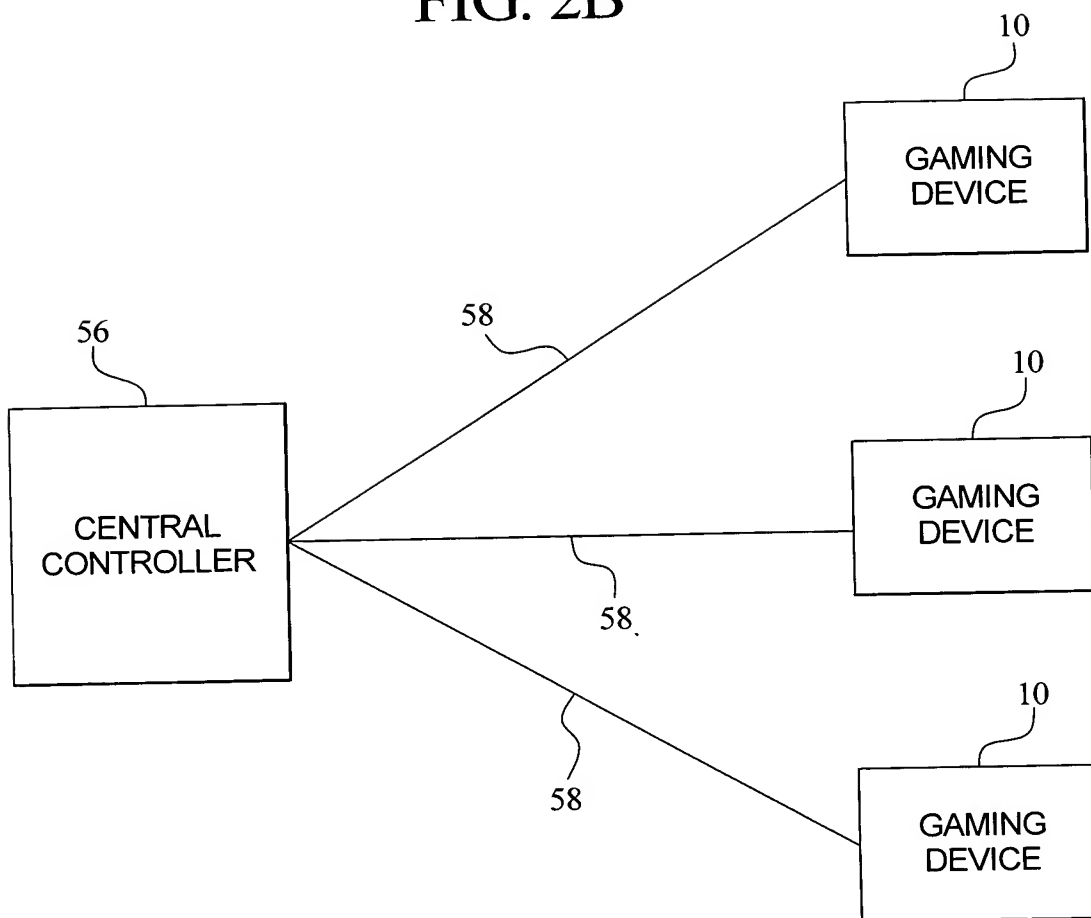 FIG. 2B
10
GAMING
DEVICE
58
56
10
CENTRAL
CONTROLLER
GAMING
DEVICE
58
10
58
GAMING
DEVICE